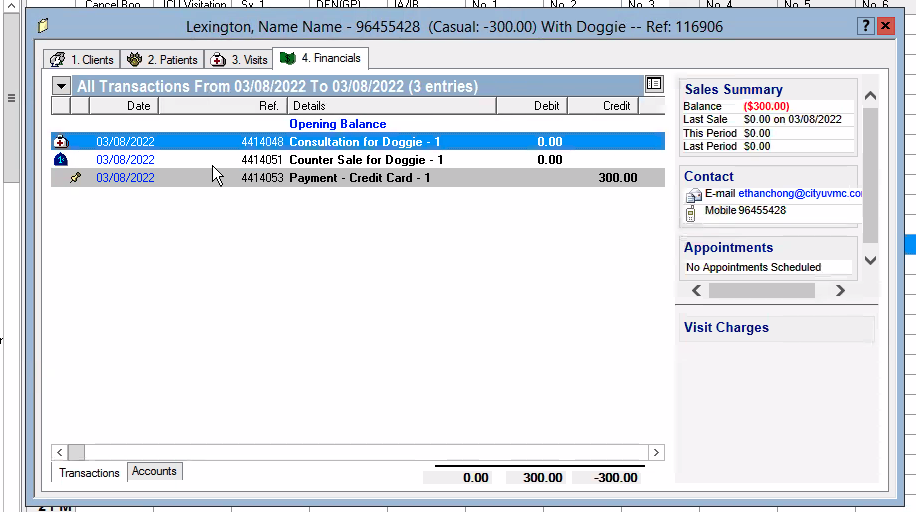 Cancel Boo ICU Visitation Sx 1 DEN(GP) IA/IB No. 1 No. 2 No. 3 No. 4 No. 5 No. 6
Lexington, Name Name - 96455428 (Casual: -300.00) With Doggie -- Ref: 116906
1. Clients 2. Patients 3. Visits 4. Financials
All Transactions From 03/08/2022 To 03/08/2022 (3 entries)
Date Ref. Details Debit Credit
Opening Balance
03/08/2022 4414048 Consultation for Doggie - 1 0.00
03/08/2022 4414051 Counter Sale for Doggie - 1 0.00
03/08/2022 4414053 Payment - Credit Card - 1 300.00
Transactions Accounts
0.00 300.00 -300.00
Sales Summary
Balance ($300.00)
Last Sale $0.00 on 03/08/2022
This Period $0.00
Last Period $0.00
Contact
E-mail ethanchong@cityuvmc.co
Mobile 96455428
Appointments
No Appointments Scheduled
Visit Charges